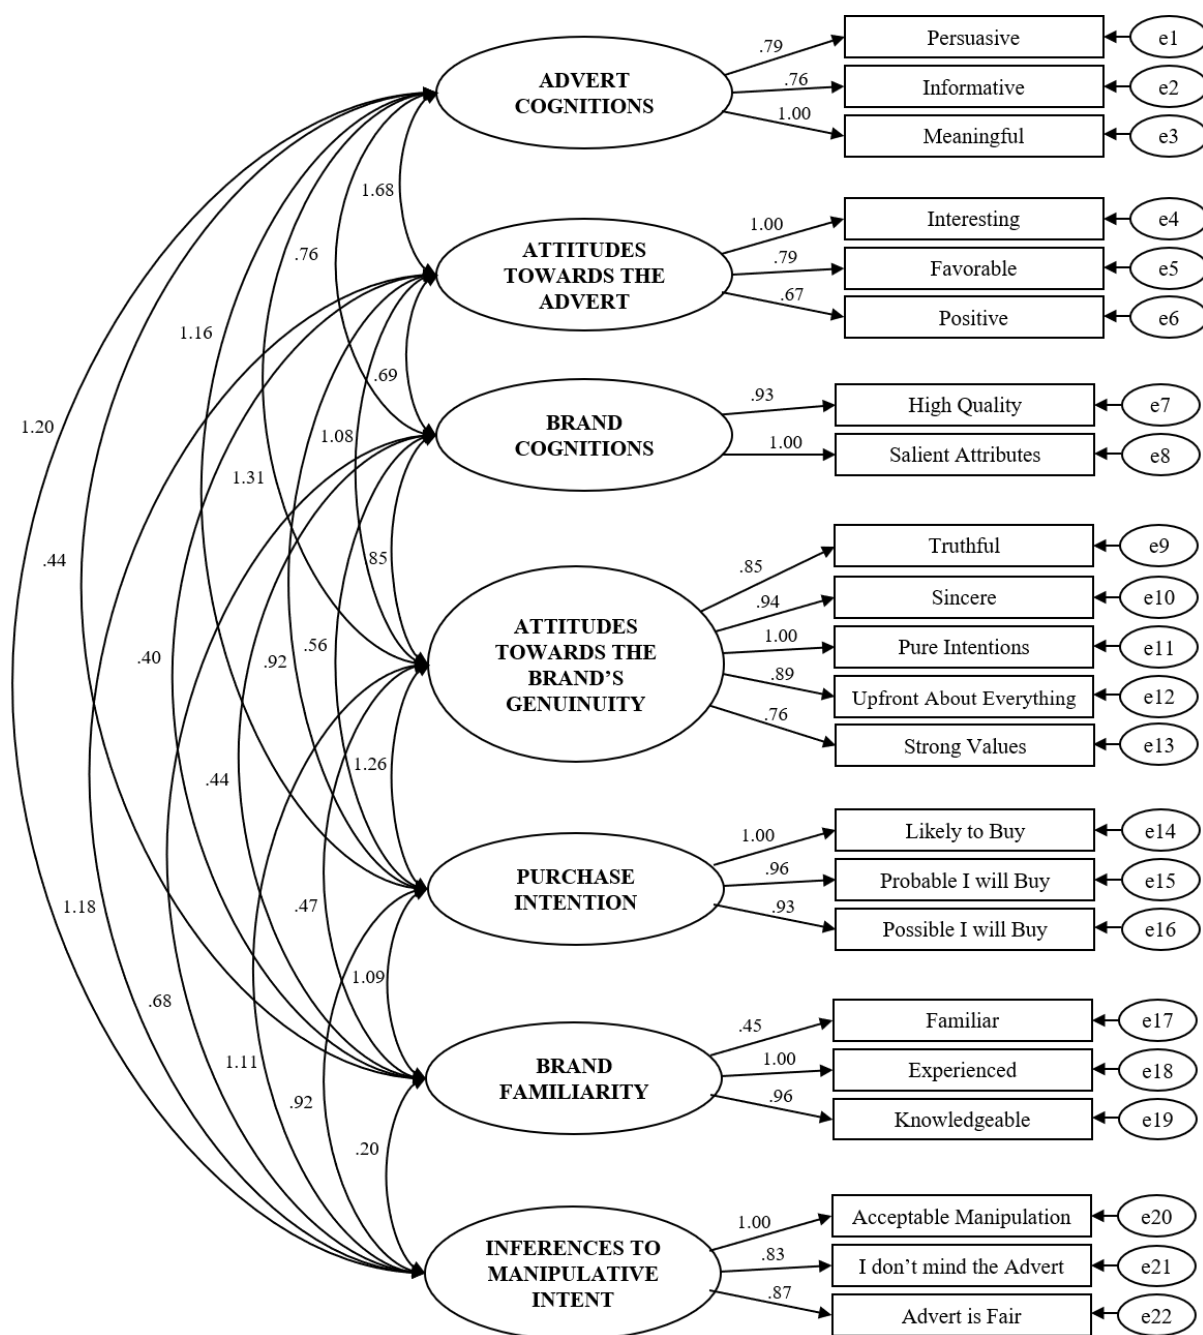 ADVERT
COGNITIONS
.79
.76
1.00
Persuasive
e1
Informative
e2
Meaningful
e3
1.68
ATTITUDES
TOWARDS THE
ADVERT
1.00
.79
.67
Interesting
e4
Favorable
e5
Positive
e6
.76
1.16
.69
BRAND
COGNITIONS
.93
1.00
High Quality
e7
Salient Attributes
e8
1.20
1.08
1.31
.44
.85
ATTITUDES
TOWARDS THE
BRAND’S
GENUINUITY
.85
.94
1.00
.89
.76
Truthful
e9
Sincere
e10
Pure Intentions
e11
Upfront About Everything
e12
Strong Values
e13
.40
.92
.56
.44
1.26
PURCHASE
INTENTION
1.00
.96
.93
Likely to Buy
e14
Probable I will Buy
e15
Possible I will Buy
e16
1.18
.47
.68
1.09
BRAND
FAMILIARITY
.45
1.00
.96
Familiar
e17
Experienced
e18
Knowledgeable
e19
1.11
.92
.20
INFERENCES TO
MANIPULATIVE
INTENT
1.00
.83
.87
Acceptable Manipulation
e20
I don’t mind the Advert
e21
Advert is Fair
e22